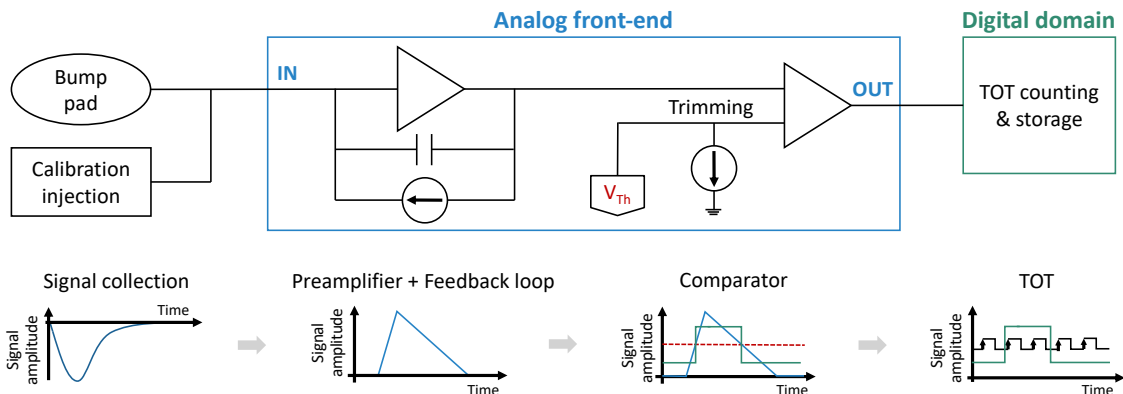 Analog front-end
Digital domain
Bump
pad
IN
OUT
TOT counting
& storage
Trimming
Calibration
injection
V_Th
Signal collection
Preamplifier + Feedback loop
Comparator
TOT
Time
Signal
amplitude
Signal
amplitude
Time
Signal
amplitude
Time
Signal
amplitude
Time